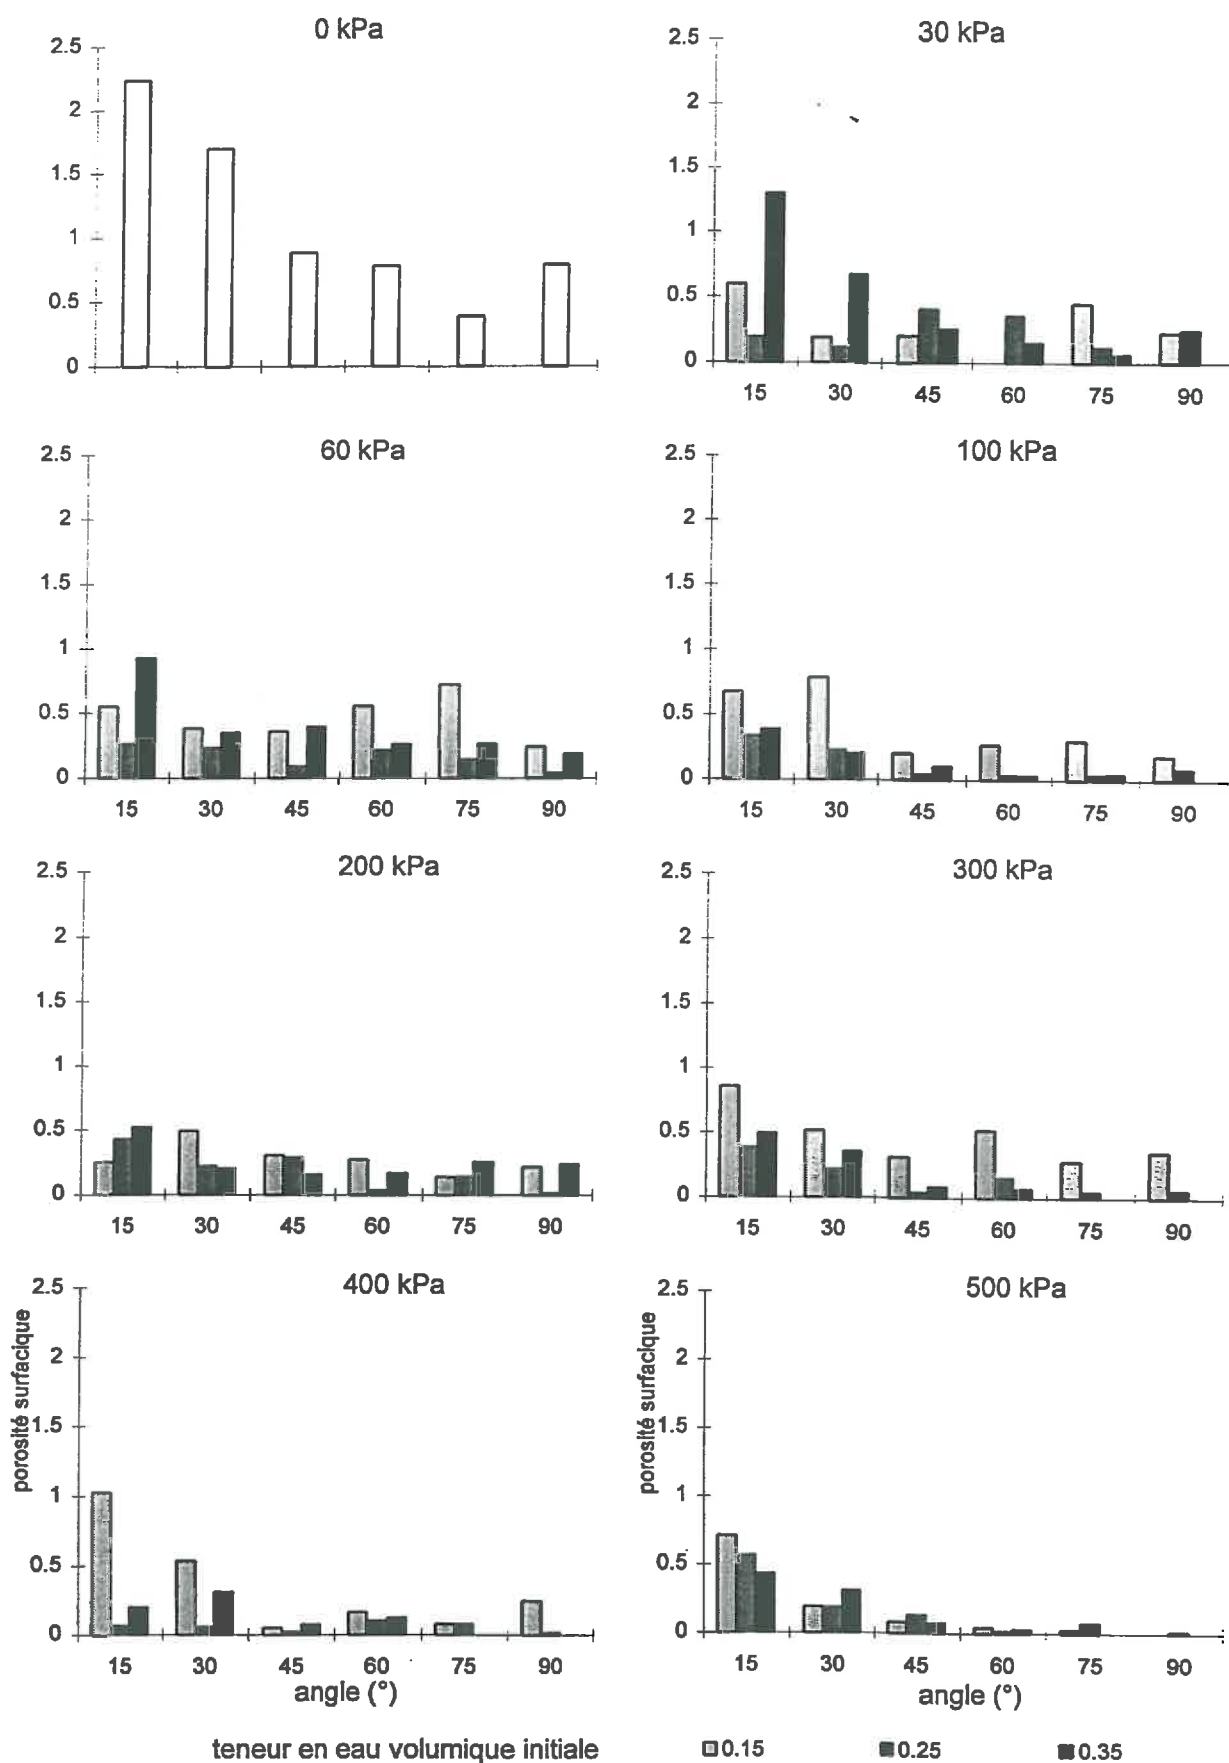 0 kPa
2.5
2
1.5
1
0.5
0
30 kPa
2.5
2
1.5
1
0.5
0
15 30 45 60 75 90
60 kPa
2.5
2
1.5
1
0.5
0
15 30 45 60 75 90
100 kPa
2.5
2
1.5
1
0.5
0
15 30 45 60 75 90
200 kPa
2.5
2
1.5
1
0.5
0
15 30 45 60 75 90
300 kPa
2.5
2
1.5
1
0.5
0
15 30 45 60 75 90
400 kPa
porosité surfacique
2.5
2
1.5
1
0.5
0
15 30 45 60 75 90
angle (°)
500 kPa
porosité surfacique
2.5
2
1.5
1
0.5
0
15 30 45 60 75 90
angle (°)
teneur en eau volumique initiale 0.15 0.25 0.35